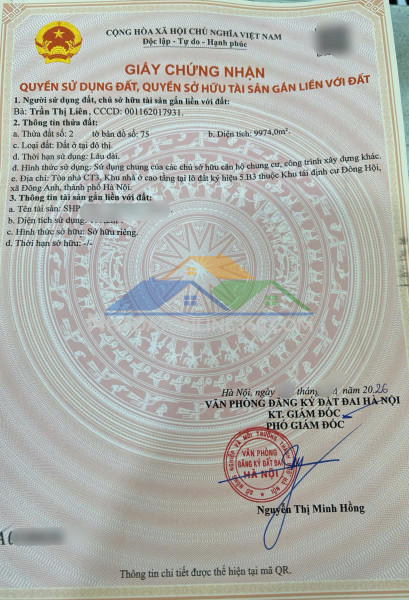 CỘNG HÒA XÃ HỘI CHỦ NGHĨA VIỆT NAM
Độc lập - Tự do - Hạnh phúc
GIẤY CHỨNG NHẬN
QUYỀN SỬ DỤNG ĐẤT, QUYỀN SỞ HỮU TÀI SẢN GẮN LIỀN VỚI ĐẤT
1. Người sử dụng đất, chủ sở hữu tài sản gắn liền với đất:
Bà: Trần Thị Liên, CCCD: 001162017931.
2. Thông tin thửa đất:
a. Thửa đất số: 2 tờ bản đồ số: 75 b. Diện tích: 9974,0m².
c. Loại đất: Đất ở tại đô thị.
d. Thời hạn sử dụng: Lâu dài.
đ. Hình thức sử dụng: Sử dụng chung của các chủ sở hữu căn hộ chung cư, công trình xây dựng khác.
e. Địa chỉ: Tòa nhà CT3, Khu nhà ở cao tầng tại lô đất ký hiệu 5.B3 thuộc Khu tái định cư Đông Hội,
xã Đông Anh, thành phố Hà Nội.
3. Thông tin tài sản gắn liền với đất:
a. Tên tài sản: SHP
b. Diện tích sử dụng:
c. Hình thức sở hữu: Sở hữu riêng.
d. Thời hạn sở hữu: -/-
Hà Nội, ngày thán 4 năm 2026
VĂN PHÒNG ĐĂNG KÝ ĐẤT ĐAI HÀ NỘI
KT. GIÁM ĐỐC
PHÓ GIÁM ĐỐC
VĂN PHÒNG
ĐĂNG KÝ ĐẤT ĐAI
HÀ NỘI
Nguyễn Thị Minh Hồng
Thông tin chi tiết được thể hiện tại mã QR.